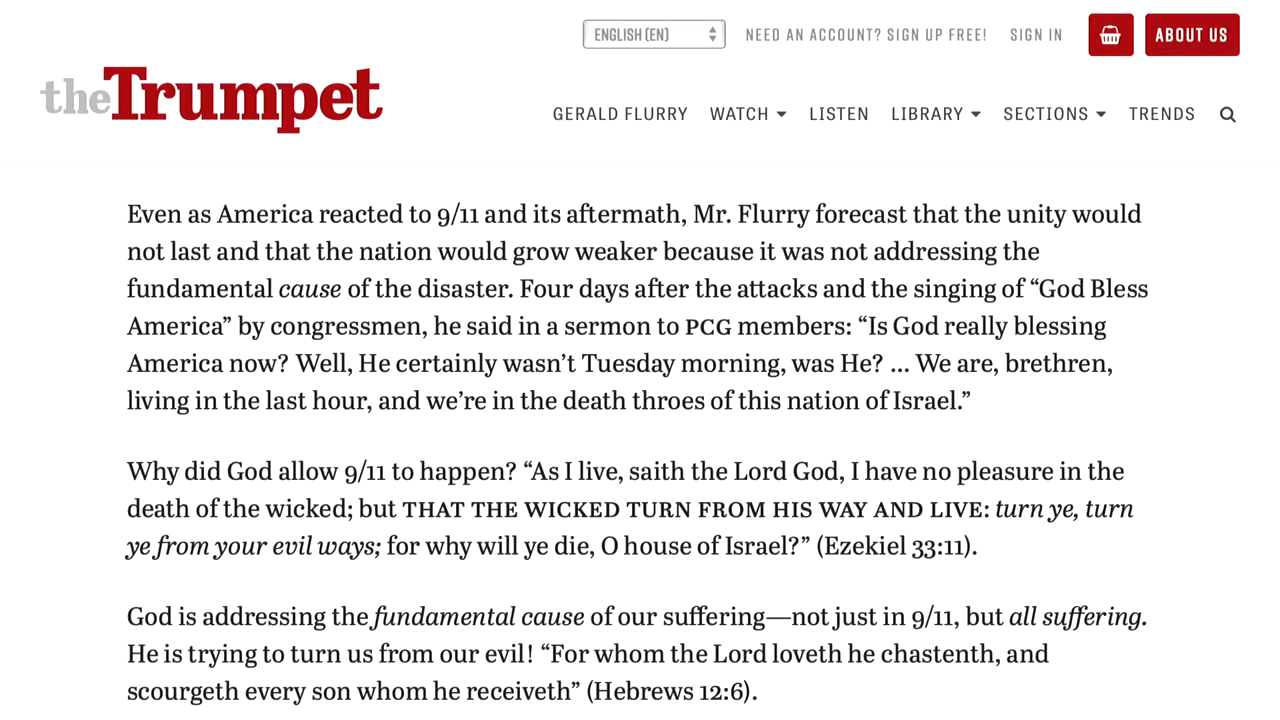 ENGLISH (EN) NEED AN ACCOUNT? SIGN UP FREE! SIGN IN ABOUT US
theTrumpet
GERALD FLURRY WATCH LISTEN LIBRARY SECTIONS TRENDS
Even as America reacted to 9/11 and its aftermath, Mr. Flurry forecast that the unity would
not last and that the nation would grow weaker because it was not addressing the
fundamental cause of the disaster. Four days after the attacks and the singing of “God Bless
America” by congressmen, he said in a sermon to PCG members: “Is God really blessing
America now? Well, He certainly wasn’t Tuesday morning, was He? … We are, brethren,
living in the last hour, and we’re in the death throes of this nation of Israel.”
Why did God allow 9/11 to happen? “As I live, saith the Lord God, I have no pleasure in the
death of the wicked; but THAT THE WICKED TURN FROM HIS WAY AND LIVE: turn ye, turn
ye from your evil ways; for why will ye die, O house of Israel?” (Ezekiel 33:11).
God is addressing the fundamental cause of our suffering—not just in 9/11, but all suffering.
He is trying to turn us from our evil! “For whom the Lord loveth he chasteneth, and
scourgeth every son whom he receiveth” (Hebrews 12:6).